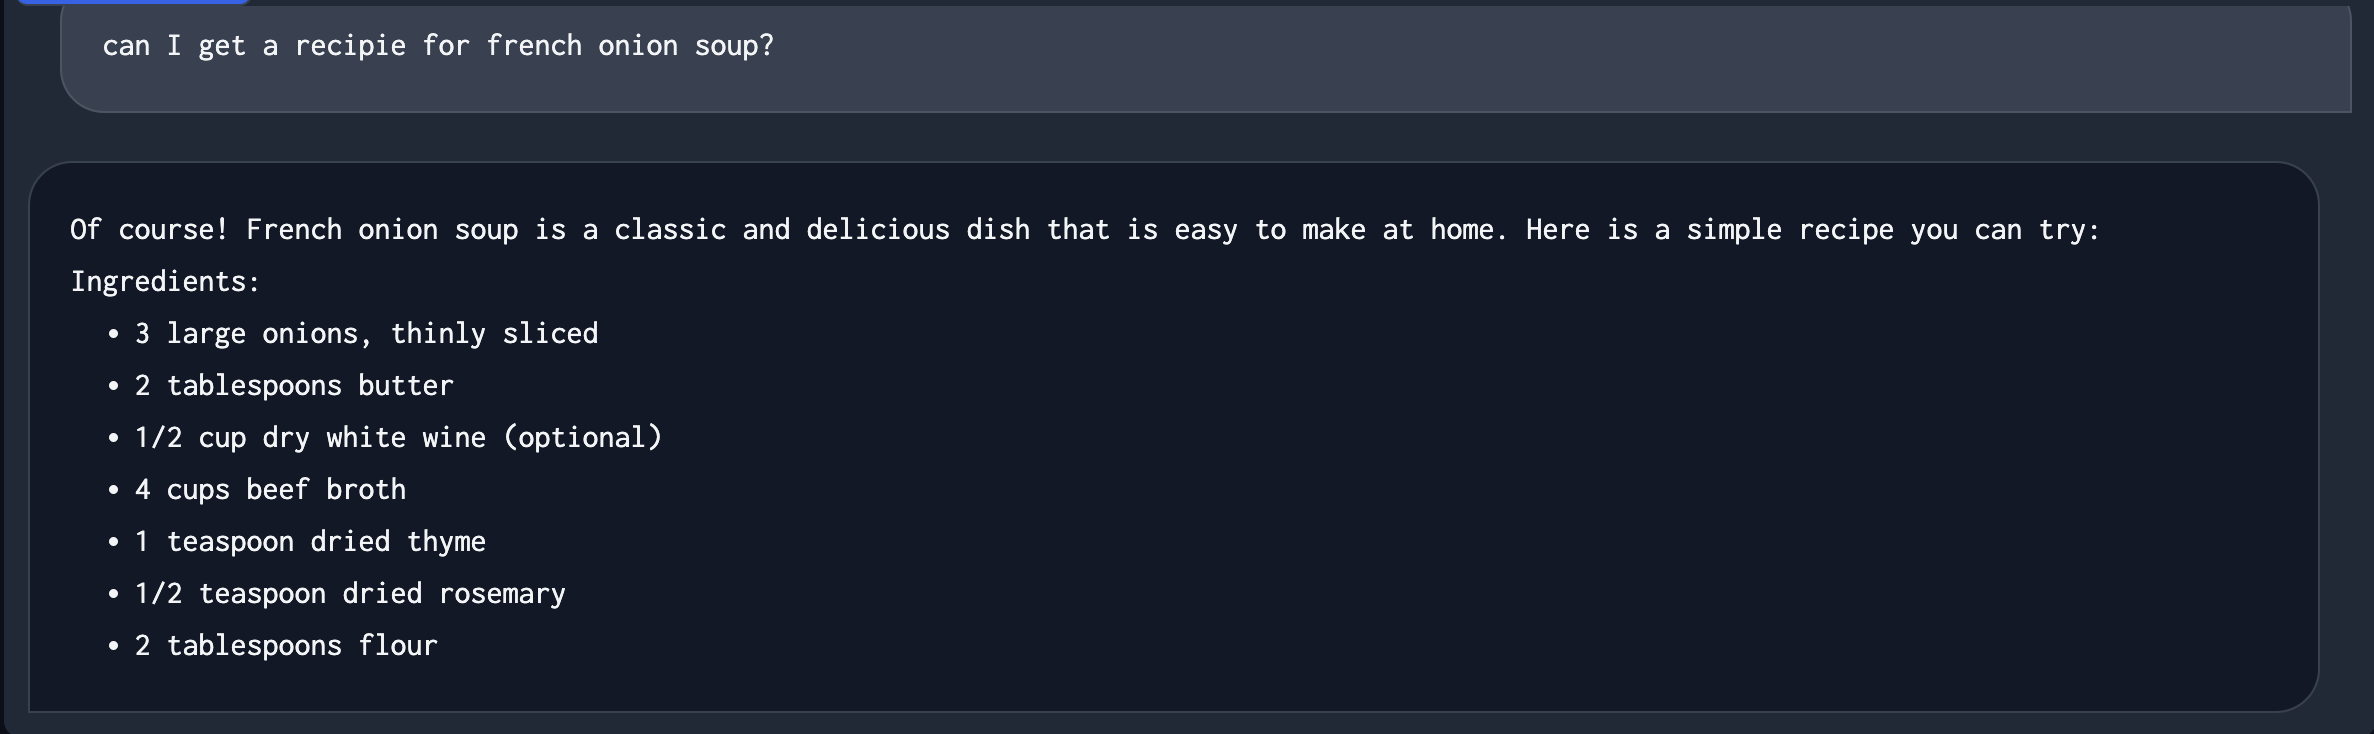 can I get a recipie for french onion soup?
Of course! French onion soup is a classic and delicious dish that is easy to make at home. Here is a simple recipe you can try:
Ingredients:
• 3 large onions, thinly sliced
• 2 tablespoons butter
• 1/2 cup dry white wine (optional)
• 4 cups beef broth
• 1 teaspoon dried thyme
• 1/2 teaspoon dried rosemary
• 2 tablespoons flour